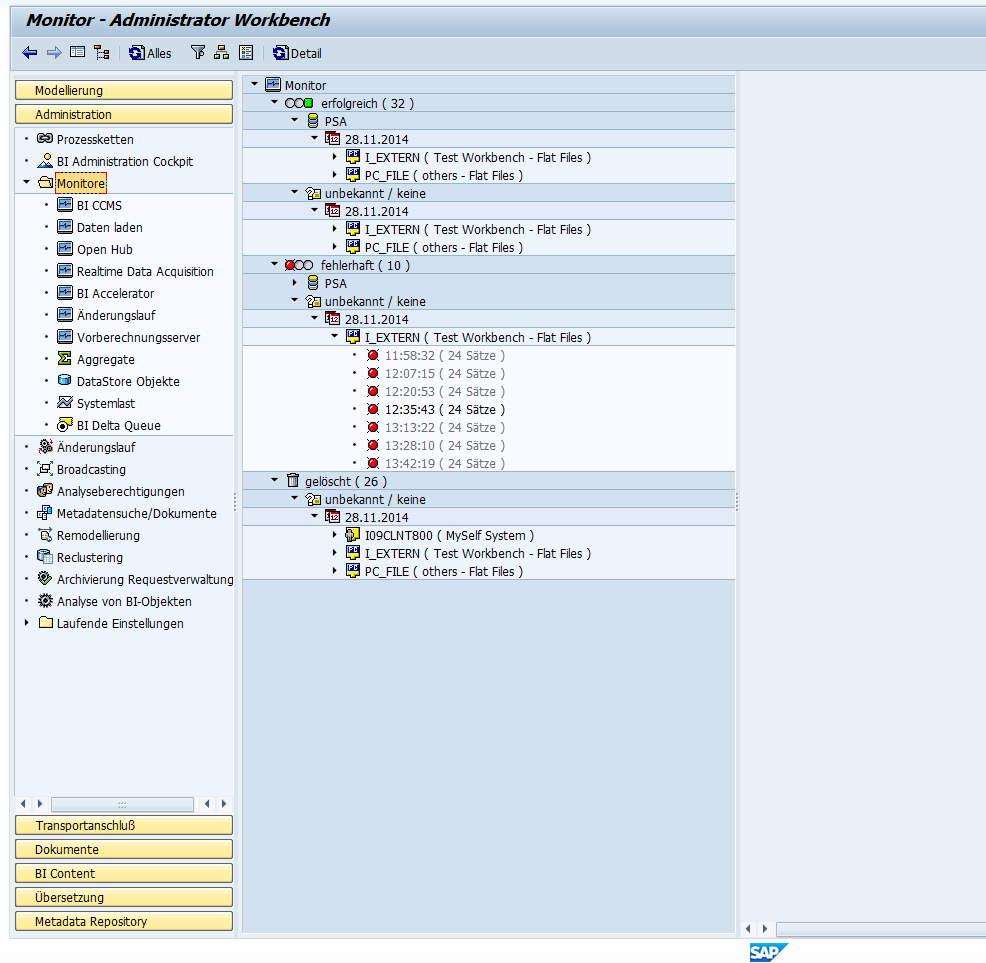 Monitor - Administrator Workbench
Alles
Detail
Modellierung
Administration
Prozessketten
BI Administration Cockpit
Monitore
BI CCMS
Daten laden
Open Hub
Realtime Data Acquisition
BI Accelerator
Änderungslauf
Vorberechnungsserver
Aggregate
DataStore Objekte
Systemlast
BI Delta Queue
Änderungslauf
Broadcasting
Analyseberechtigungen
Metadatensuche/Dokumente
Remodellierung
Reclustering
Archivierung Requestverwaltung
Analyse von BI-Objekten
Laufende Einstellungen
Transportanschluß
Dokumente
BI Content
Übersetzung
Metadata Repository
Monitor
erfolgreich ( 32 )
PSA
28.11.2014
I_EXTERN ( Test Workbench - Flat Files )
PC_FILE ( others - Flat Files )
unbekannt / keine
28.11.2014
I_EXTERN ( Test Workbench - Flat Files )
PC_FILE ( others - Flat Files )
fehlerhaft ( 10 )
PSA
unbekannt / keine
28.11.2014
I_EXTERN ( Test Workbench - Flat Files )
11:58:32 ( 24 Sätze )
12:07:15 ( 24 Sätze )
12:20:53 ( 24 Sätze )
12:35:43 ( 24 Sätze )
13:13:22 ( 24 Sätze )
13:28:10 ( 24 Sätze )
13:42:19 ( 24 Sätze )
gelöscht ( 26 )
unbekannt / keine
28.11.2014
I09CLNT800 ( MySelf System )
I_EXTERN ( Test Workbench - Flat Files )
PC_FILE ( others - Flat Files )
SAP